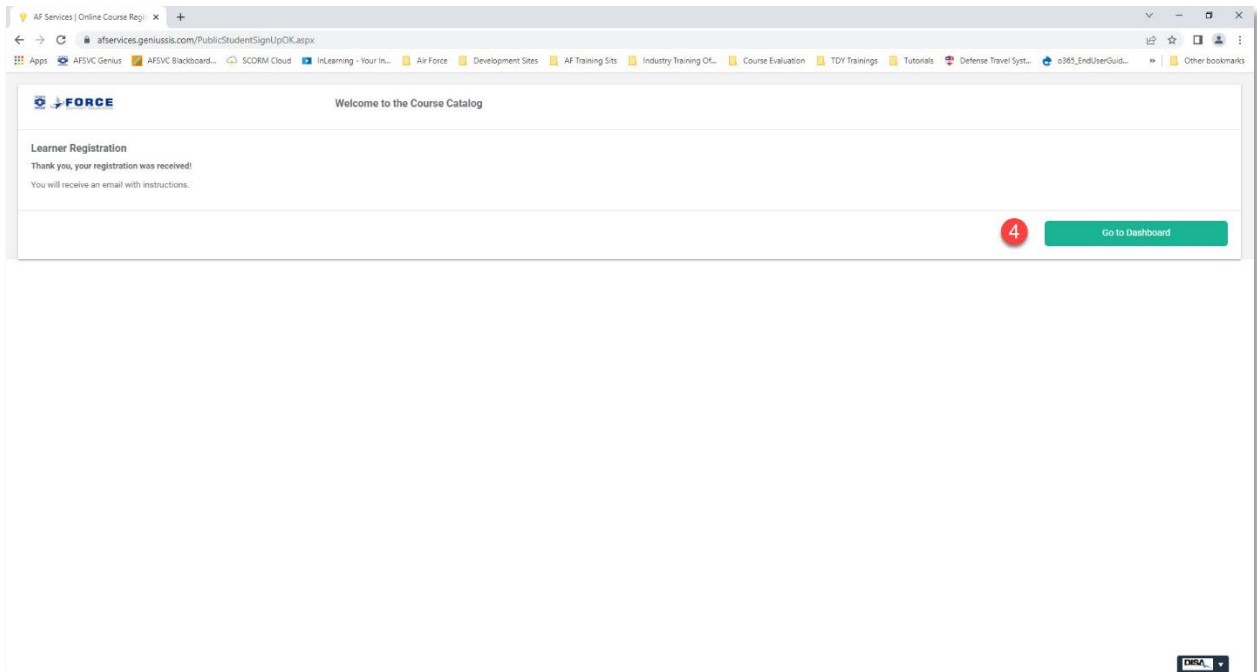 AF Services | Online Course Regi
afservices.geniussis.com/PublicStudentSignUpOK.aspx
Apps AFSVC Genius AFSVC Blackboard... SCORM Cloud InLearning - Your In... Air Force Development Sites AF Training Sits Industry Training Of... Course Evaluation TDY Trainings Tutorials Defense Travel Syst... o365_EndUserGuid... » Other bookmarks
FORCE
Welcome to the Course Catalog
Learner Registration
Thank you, your registration was received!
You will receive an email with instructions.
4
Go to Dashboard
DISA